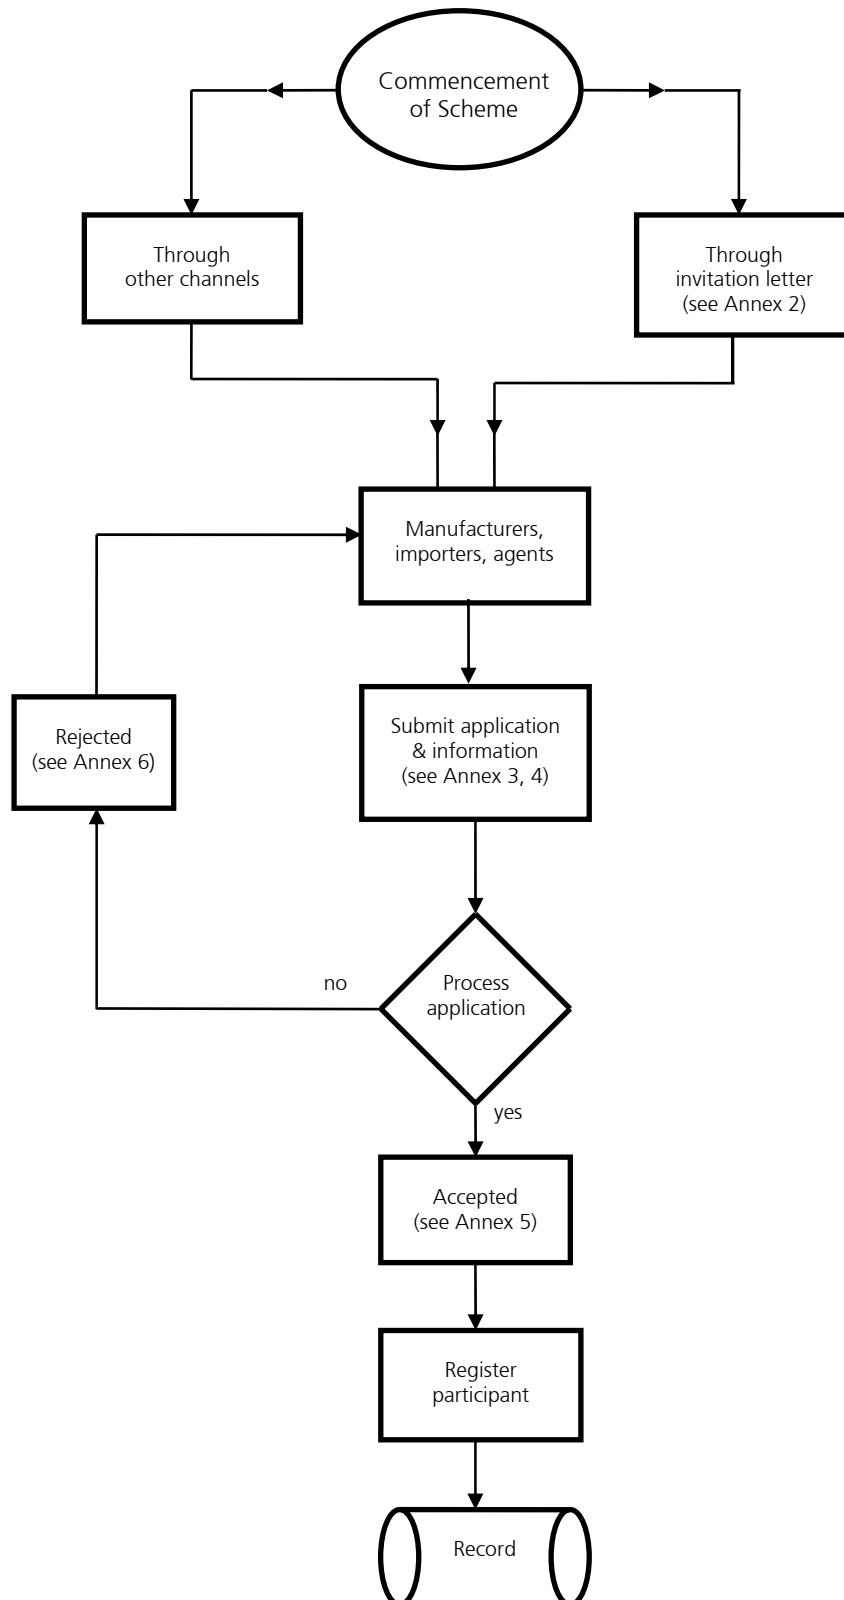 Commencement
of Scheme
Through
other channels
Through
invitation letter
(see Annex 2)
Manufacturers,
importers, agents
Rejected
(see Annex 6)
Submit application
& information
(see Annex 3, 4)
no
Process
application
yes
Accepted
(see Annex 5)
Register
participant
Record